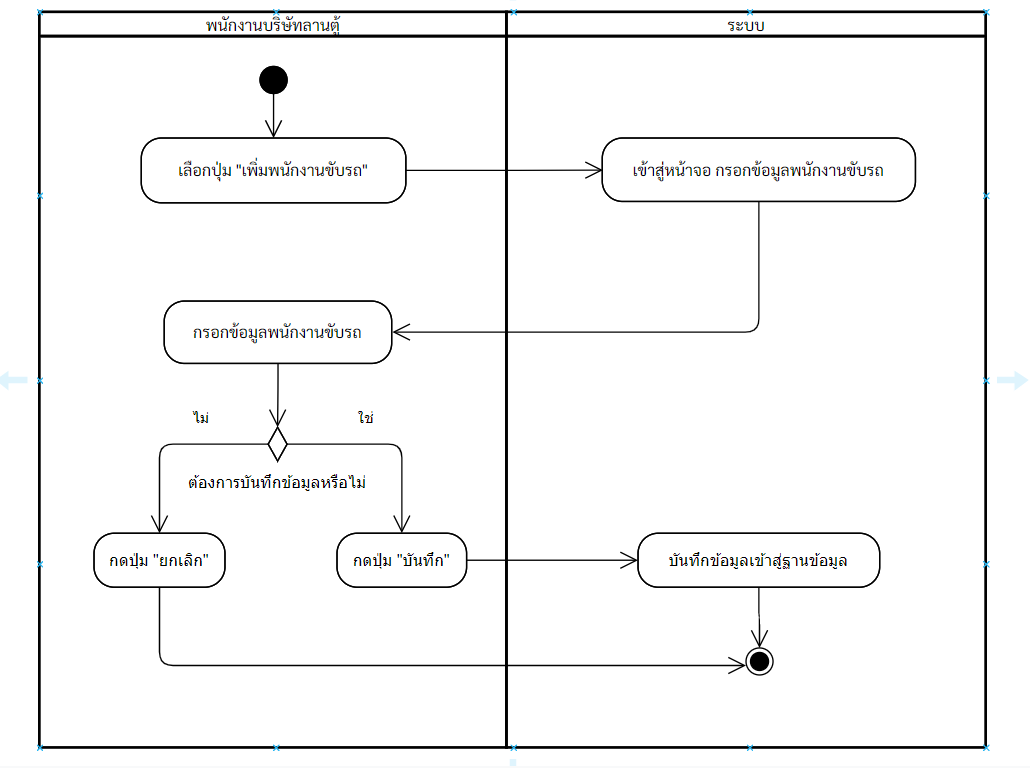 พนักงานบริษัทลานตู้
ระบบ
เลือกปุ่ม "เพิ่มพนักงานขับรถ"
เข้าสู่หน้าจอ กรอกข้อมูลพนักงานขับรถ
กรอกข้อมูลพนักงานขับรถ
ไม่
ใช่
ต้องการบันทึกข้อมูลหรือไม่
กดปุ่ม "ยกเลิก"
กดปุ่ม "บันทึก"
บันทึกข้อมูลเข้าสู่ฐานข้อมูล